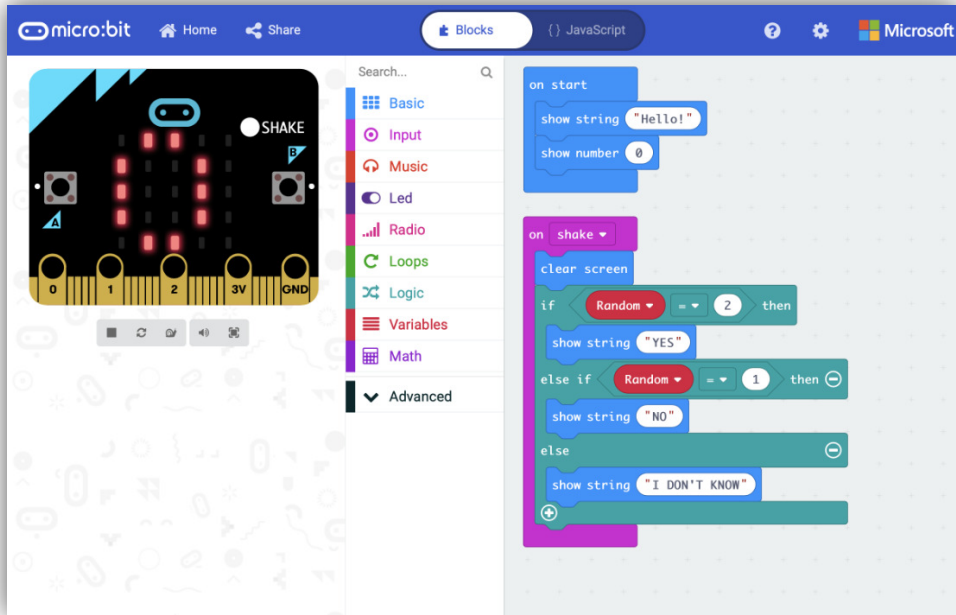 micro:bit Home Share Blocks {} JavaScript ? Microsoft
SHAKE
B
A
0 1 2 3V GND
Search...
Basic
Input
Music
Led
Radio
Loops
Logic
Variables
Math
Advanced
on start
show string "Hello!"
show number 0
on shake
clear screen
if Random = 2 then
show string "YES"
else if Random = 1 then
show string "NO"
else
show string "I DON'T KNOW"